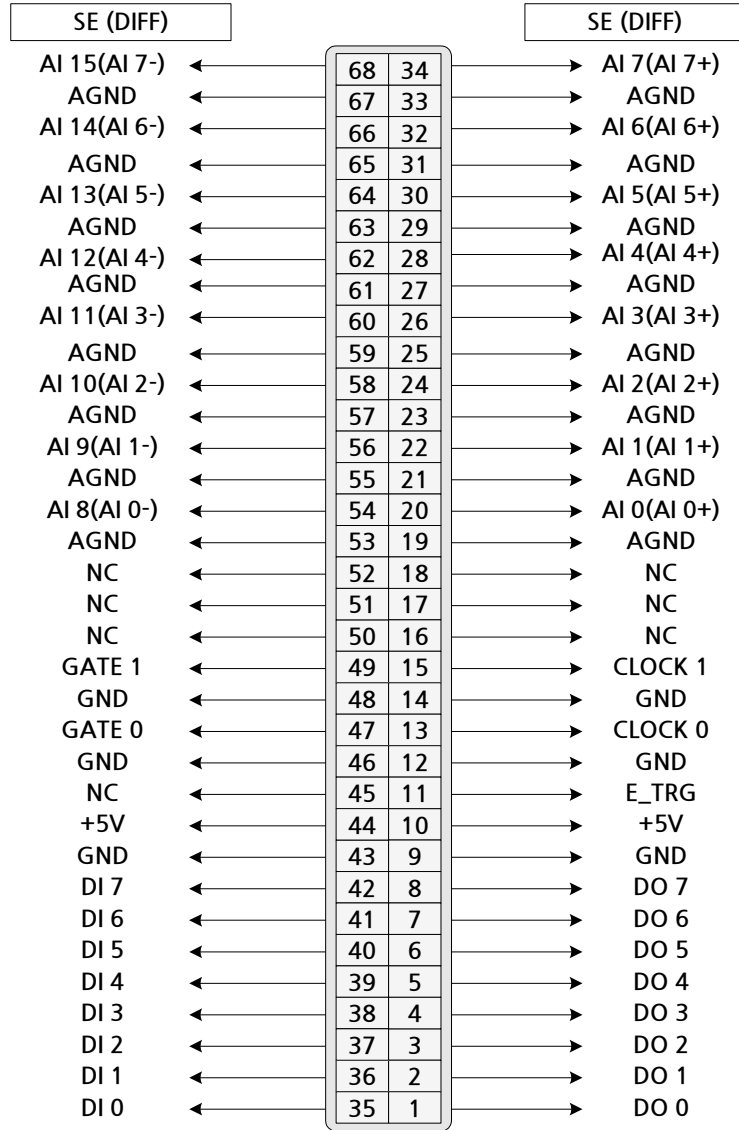 SE (DIFF) SE (DIFF)
AI 15(AI 7-) 68 34 AI 7(AI 7+)
AGND 67 33 AGND
AI 14(AI 6-) 66 32 AI 6(AI 6+)
AGND 65 31 AGND
AI 13(AI 5-) 64 30 AI 5(AI 5+)
AGND 63 29 AGND
AI 12(AI 4-) 62 28 AI 4(AI 4+)
AGND 61 27 AGND
AI 11(AI 3-) 60 26 AI 3(AI 3+)
AGND 59 25 AGND
AI 10(AI 2-) 58 24 AI 2(AI 2+)
AGND 57 23 AGND
AI 9(AI 1-) 56 22 AI 1(AI 1+)
AGND 55 21 AGND
AI 8(AI 0-) 54 20 AI 0(AI 0+)
AGND 53 19 AGND
NC 52 18 NC
NC 51 17 NC
NC 50 16 NC
GATE 1 49 15 CLOCK 1
GND 48 14 GND
GATE 0 47 13 CLOCK 0
GND 46 12 GND
NC 45 11 E_TRG
+5V 44 10 +5V
GND 43 9 GND
DI 7 42 8 DO 7
DI 6 41 7 DO 6
DI 5 40 6 DO 5
DI 4 39 5 DO 4
DI 3 38 4 DO 3
DI 2 37 3 DO 2
DI 1 36 2 DO 1
DI 0 35 1 DO 0